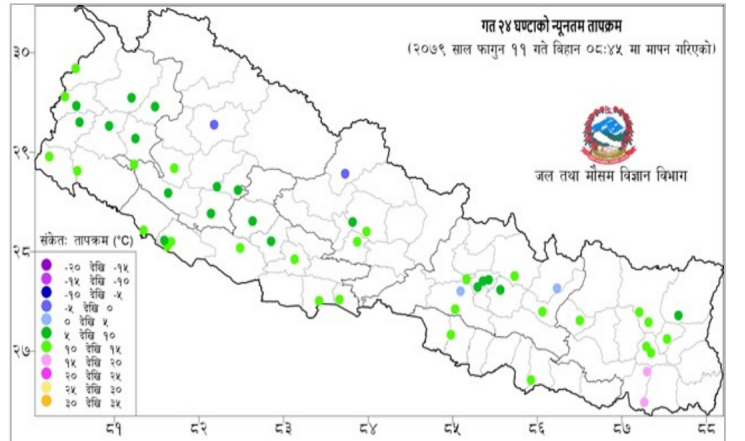 गत २४ घण्टाको न्यूनतम तापक्रम
(२०७९ साल फागुन ११ गते बिहान ०८:४५ मा मापन गरिएको)
जल तथा मौसम विज्ञान विभाग
३०
२९
२८
२७
संकेतः तापक्रम (°C)
-२० देखि -१५
-१५ देखि -१०
-१० देखि -५
-५ देखि ०
० देखि ५
५ देखि १०
१० देखि १५
१५ देखि २०
२० देखि २५
२५ देखि ३०
३० देखि ३५
८१ ८२ ८३ ८४ ८५ ८६ ८७ ८८